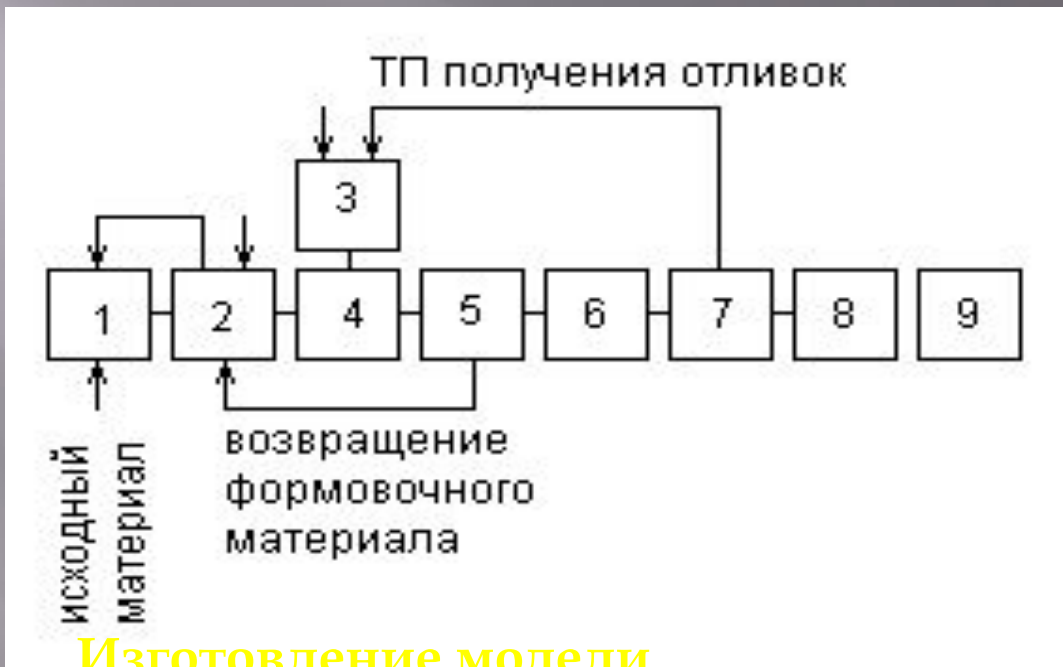 ТП получения отливок
3
1 2 4 5 6 7 8 9
возвращение
формовочного
материала
исходный
материал
Изготовление модели